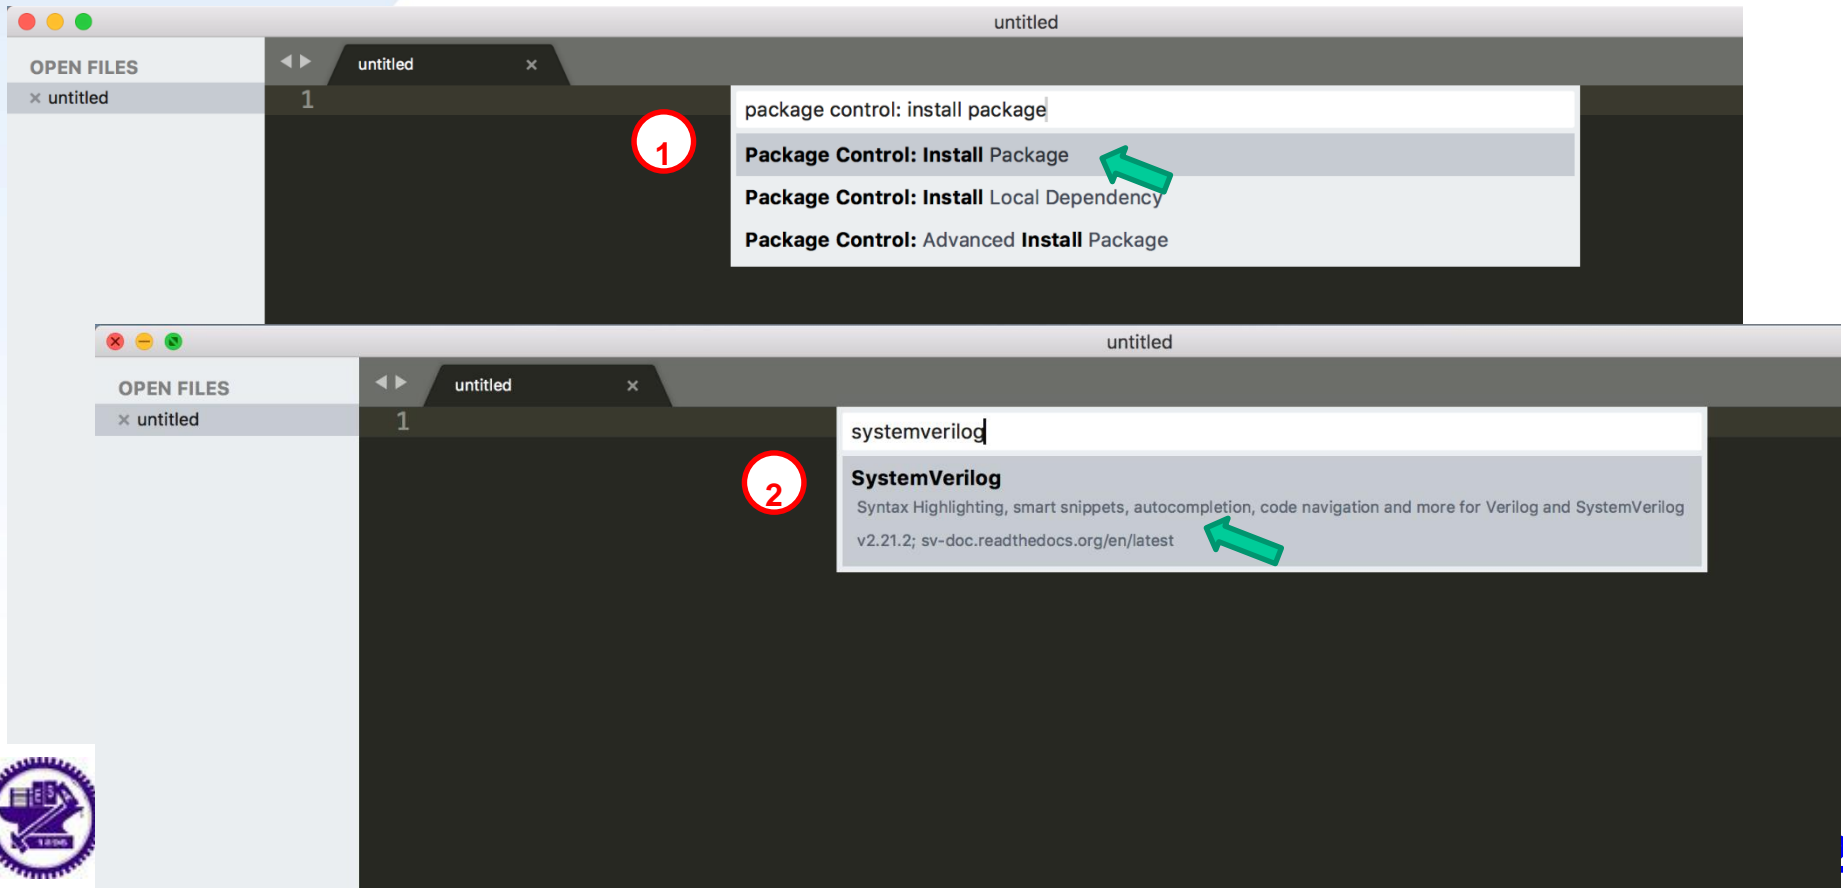 untitled
OPEN FILES
untitled
untitled
1
package control: install package
1
Package Control: Install Package
Package Control: Install Local Dependency
Package Control: Advanced Install Package
untitled
OPEN FILES
untitled
untitled
1
systemverilog
2
SystemVerilog
Syntax Highlighting, smart snippets, autocompletion, code navigation and more for Verilog and SystemVerilog
v2.21.2; sv-doc.readthedocs.org/en/latest
1896